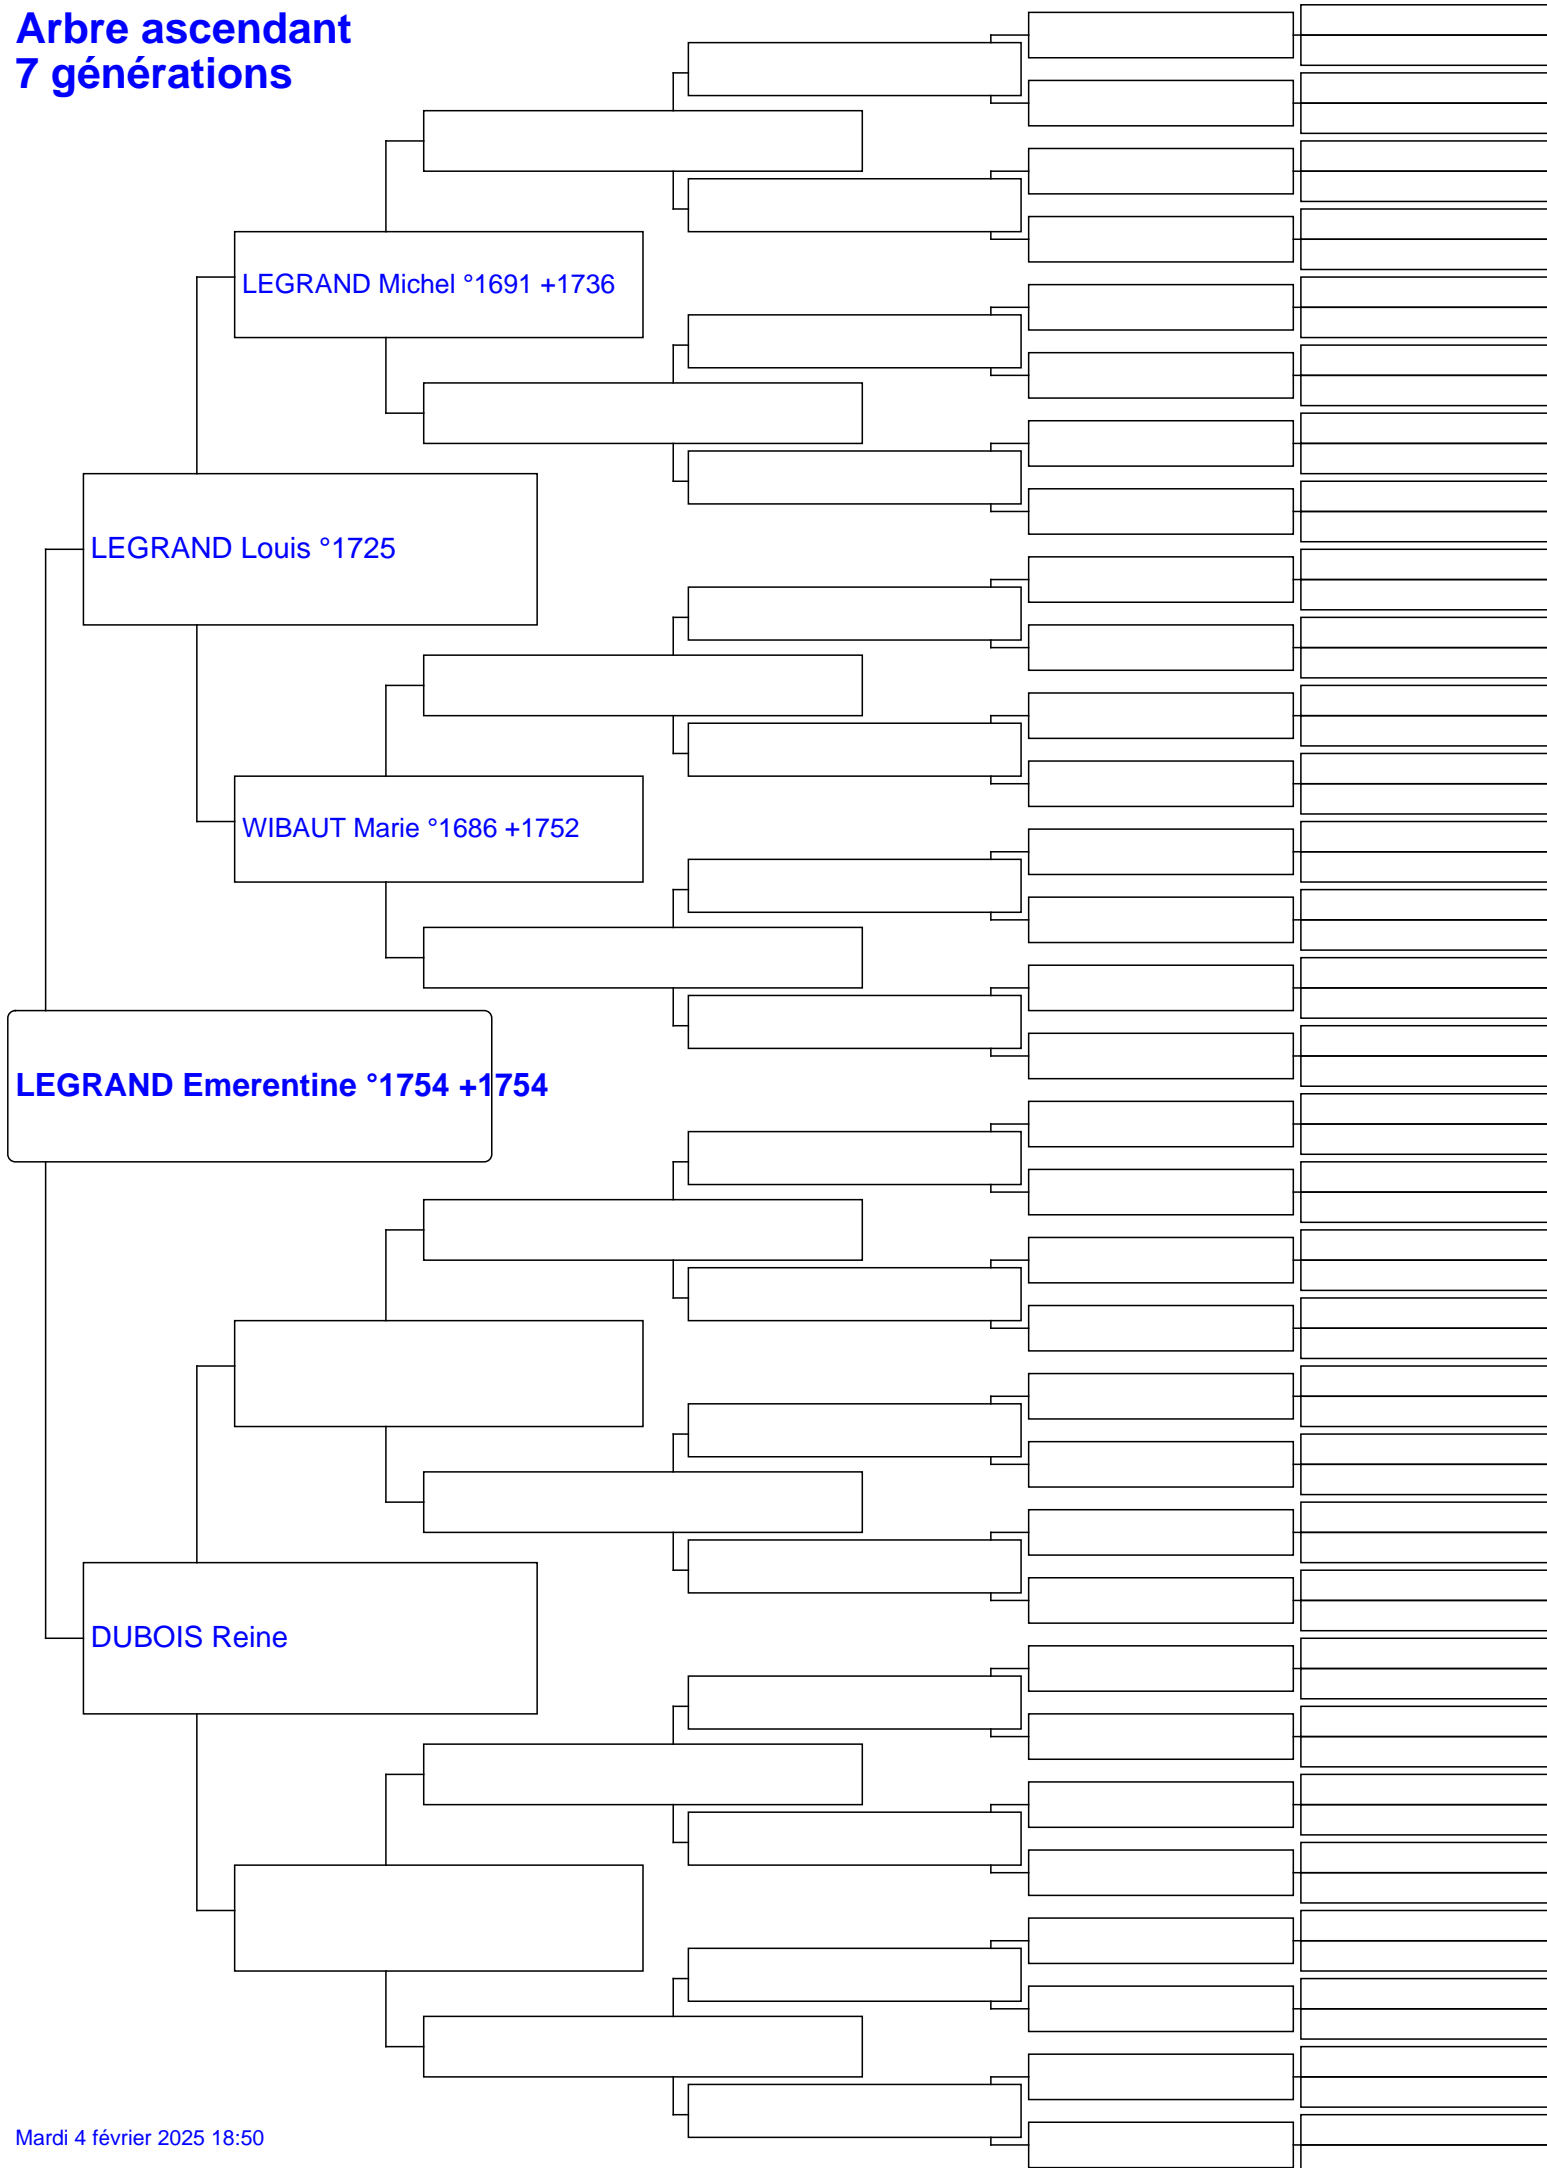 Arbre ascendant
7 générations
LEGRAND Michel °1691 +1736
LEGRAND Louis °1725
WIBAUT Marie °1686 +1752
LEGRAND Emerentine °1754 +1754
DUBOIS Reine
Mardi 4 février 2025 18:50